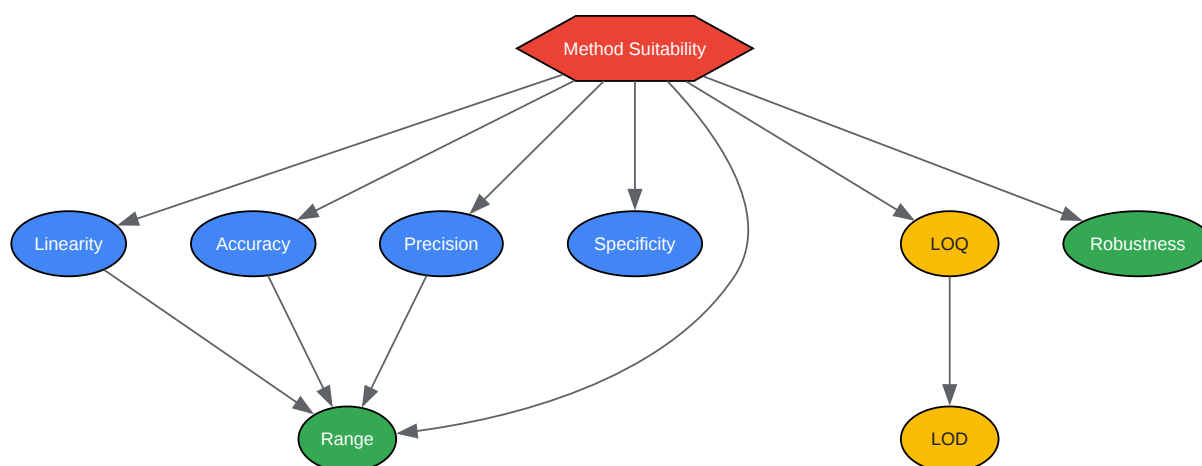 Method Suitability
Linearity
Accuracy
Precision
Specificity
LOQ
Robustness
Range
LOD